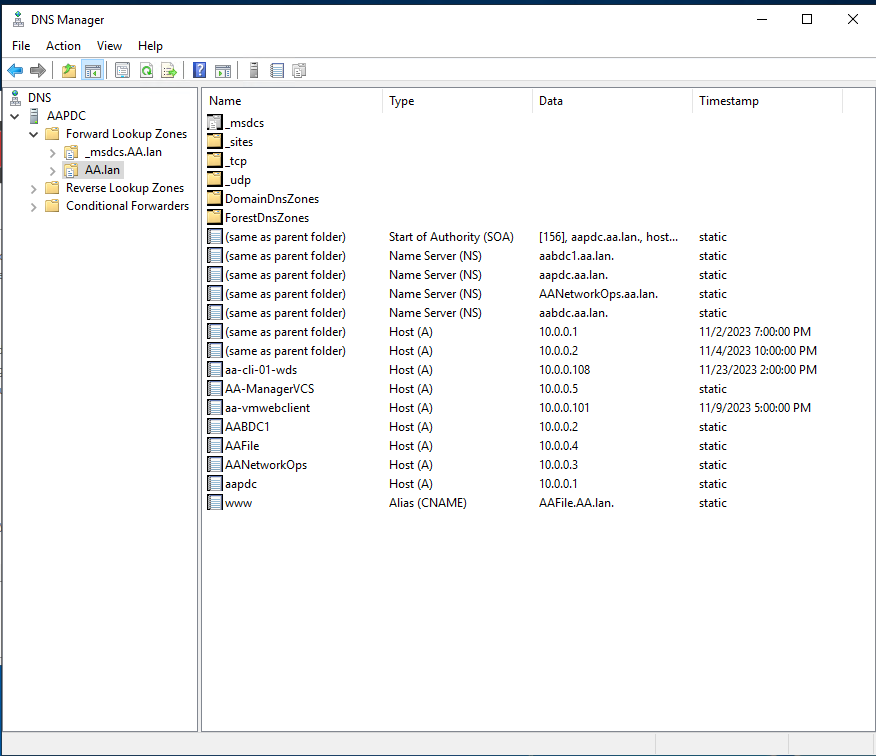 DNS Manager
File Action View Help
DNS
AAPDC
Forward Lookup Zones
_msdcs.AA.lan
AA.lan
Reverse Lookup Zones
Conditional Forwarders
Name Type Data Timestamp
_msdcs
_sites
_tcp
_udp
DomainDnsZones
ForestDnsZones
(same as parent folder) Start of Authority (SOA) [156], aapdc.aa.lan., host... static
(same as parent folder) Name Server (NS) aabdc1.aa.lan. static
(same as parent folder) Name Server (NS) aapdc.aa.lan. static
(same as parent folder) Name Server (NS) AANetworkOps.aa.lan. static
(same as parent folder) Name Server (NS) aabdc.aa.lan. static
(same as parent folder) Host (A) 10.0.0.1 11/2/2023 7:00:00 PM
(same as parent folder) Host (A) 10.0.0.2 11/4/2023 10:00:00 PM
aa-cli-01-wds Host (A) 10.0.0.108 11/23/2023 2:00:00 PM
AA-ManagerVCS Host (A) 10.0.0.5 static
aa-vmwebclient Host (A) 10.0.0.101 11/9/2023 5:00:00 PM
AABDC1 Host (A) 10.0.0.2 static
AAFile Host (A) 10.0.0.4 static
AANetworkOps Host (A) 10.0.0.3 static
aapdc Host (A) 10.0.0.1 static
www Alias (CNAME) AAFile.AA.lan. static